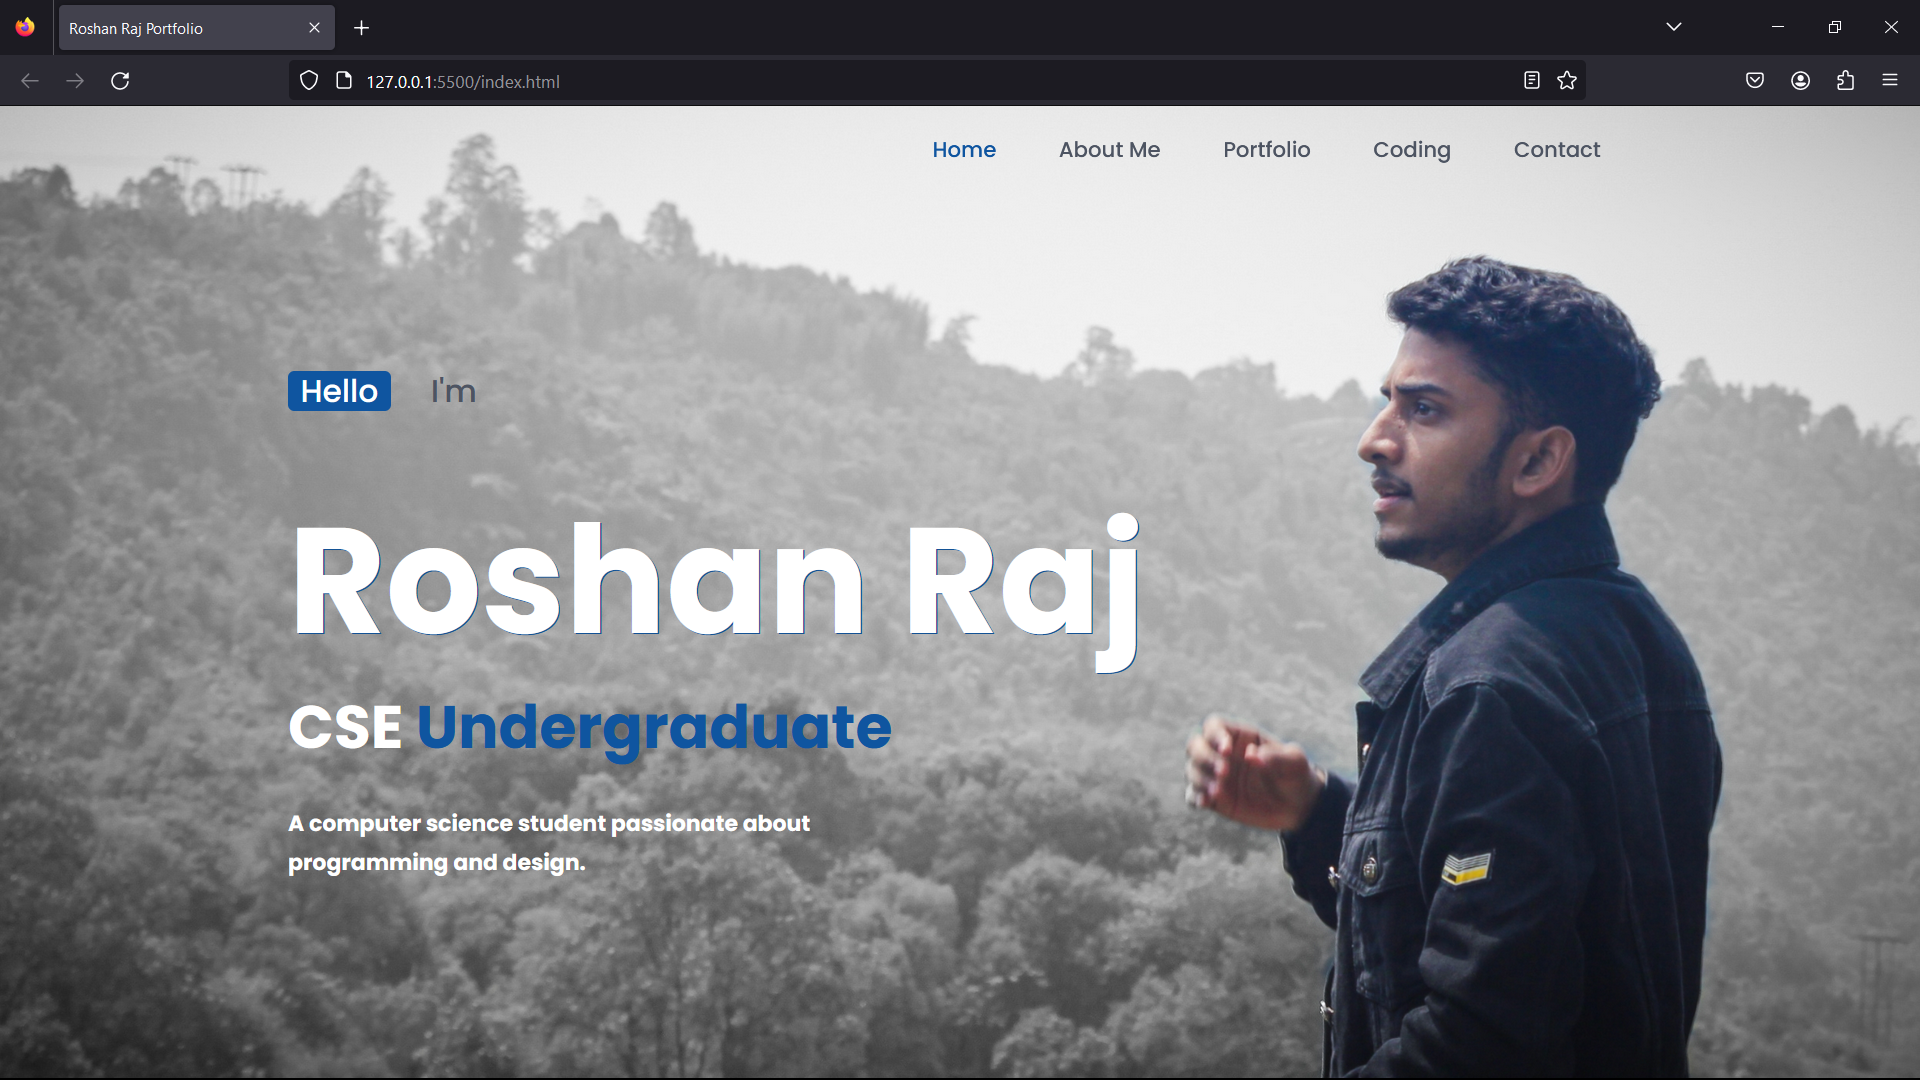 Roshan Raj Portfolio
127.0.0.1:5500/index.html
Home About Me Portfolio Coding Contact
Hello I'm
Roshan Raj
CSE Undergraduate
A computer science student passionate about
programming and design.